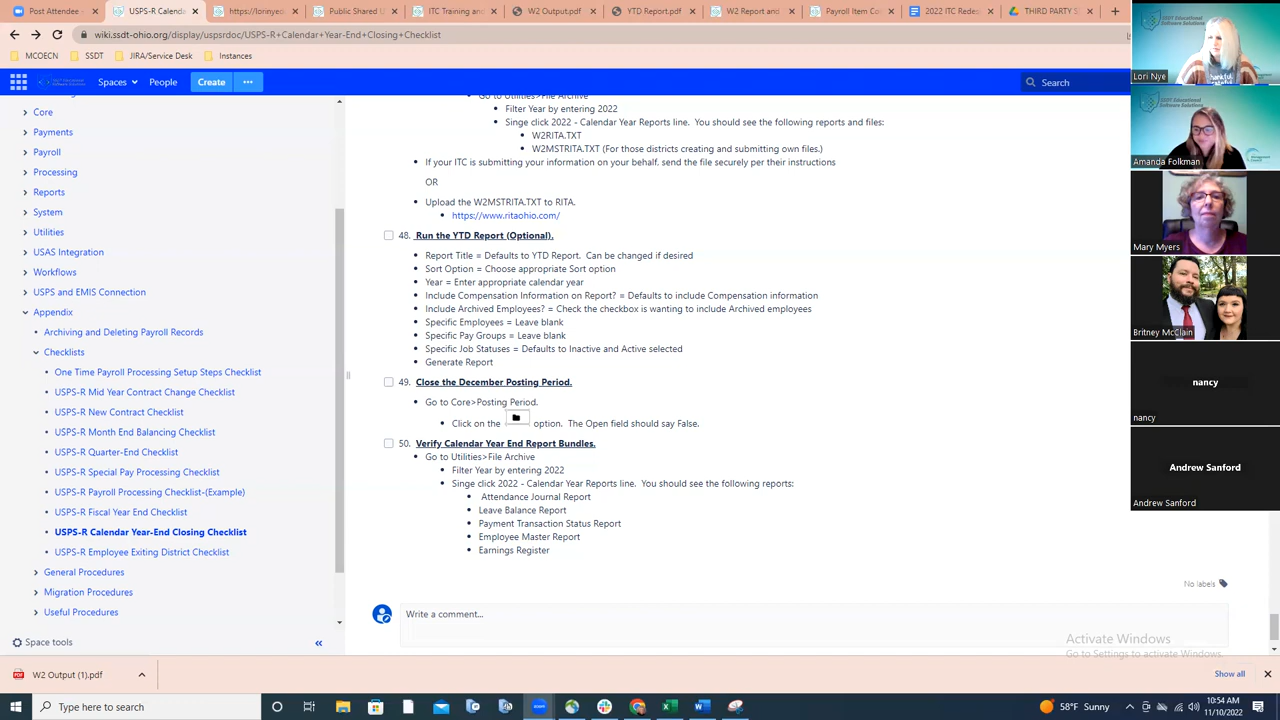 Post Attendee -
USPS-R Calendar
https://lorinyeo
Public Shared U
ITC Training and
W2 Output.pdf
YTD Report.pdf
W2 Report and
Payroll Item Co
2022 ITC Redes
THIRD PARTY S
wiki.ssdt-ohio.org/display/uspsrdoc/USPS-R+Calendar+Year-End+Closing+Checklist
MCOECN
SSDT
JIRA/Service Desk
Instances
Spaces
People
Create
Search
Core
Payments
Payroll
Processing
Reports
System
Utilities
USAS Integration
Workflows
USPS and EMIS Connection
Appendix
Archiving and Deleting Payroll Records
Checklists
One Time Payroll Processing Setup Steps Checklist
USPS-R Mid Year Contract Change Checklist
USPS-R New Contract Checklist
USPS-R Month End Balancing Checklist
USPS-R Quarter-End Checklist
USPS-R Special Pay Processing Checklist
USPS-R Payroll Processing Checklist-(Example)
USPS-R Fiscal Year End Checklist
USPS-R Calendar Year-End Closing Checklist
USPS-R Employee Exiting District Checklist
General Procedures
Migration Procedures
Useful Procedures
Space tools
Go to Utilities>File Archive
Filter Year by entering 2022
Singe click 2022 - Calendar Year Reports line. You should see the following reports and files:
W2RITA.TXT
W2MSTRITA.TXT (For those districts creating and submitting own files.)
If your ITC is submitting your information on your behalf, send the file securely per their instructions
OR
Upload the W2MSTRITA.TXT to RITA.
https://www.ritaohio.com/
48. Run the YTD Report (Optional).
Report Title = Defaults to YTD Report. Can be changed if desired
Sort Option = Choose appropriate Sort option
Year = Enter appropriate calendar year
Include Compensation Information on Report? = Defaults to include Compensation information
Include Archived Employees? = Check the checkbox is wanting to include Archived employees
Specific Employees = Leave blank
Specific Pay Groups = Leave blank
Specific Job Statuses = Defaults to Inactive and Active selected
Generate Report
49. Close the December Posting Period.
Go to Core>Posting Period.
Click on the option. The Open field should say False.
50. Verify Calendar Year End Report Bundles.
Go to Utilities>File Archive
Filter Year by entering 2022
Singe click 2022 - Calendar Year Reports line. You should see the following reports:
Attendance Journal Report
Leave Balance Report
Payment Transaction Status Report
Employee Master Report
Earnings Register
No labels
Write a comment...
Activate Windows
Go to Settings to activate Windows.
Lori Nye
Amanda Folkman
Mary Myers
Britney McClain
nancy
nancy
Andrew Sanford
Andrew Sanford
W2 Output (1).pdf
Show all
Type here to search
58°F Sunny
10:54 AM
11/10/2022